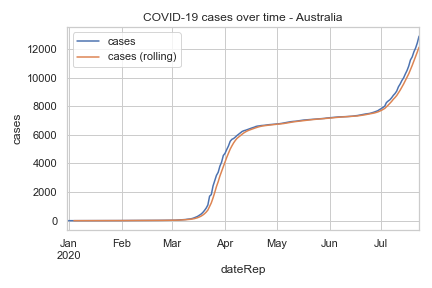 COVID-19 cases over time - Australia
cases
cases (rolling)
12000
10000
8000
6000
4000
2000
0
cases
Jan Feb Mar Apr May Jun Jul
2020
dateRep